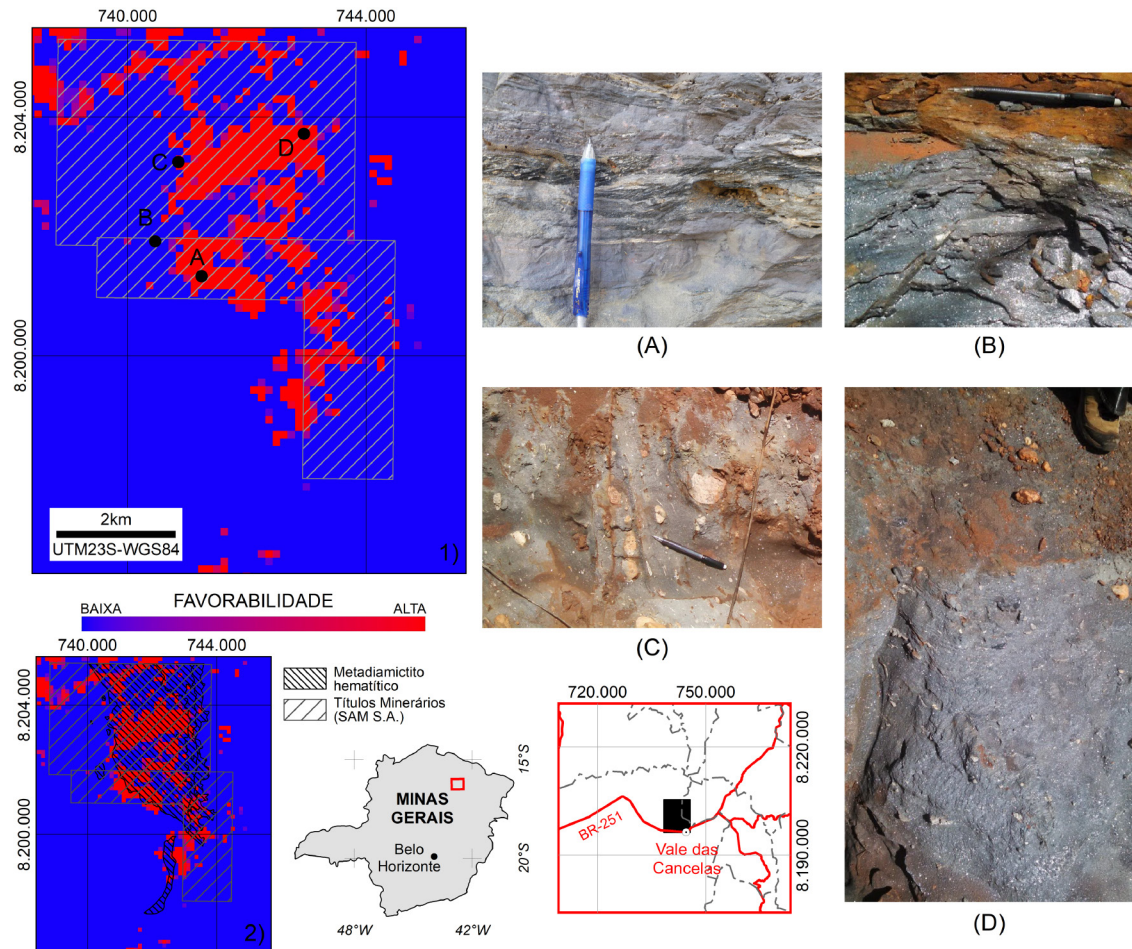 740.000
744.000
8.204.000
8.200.000
C
D
B
A
2km
UTM23S-WGS84
1)
(A)
(B)
(C)
(D)
FAVORABILIDADE
BAIXA
ALTA
740.000
744.000
8.204.000
8.200.000
2)
Metadiamictito
hematítico
Títulos Minerários
(SAM S.A.)
MINAS
GERAIS
Belo
Horizonte
15°S
20°S
48°W
42°W
720.000
750.000
8.220.000
8.190.000
BR-251
Vale das
Cancelas